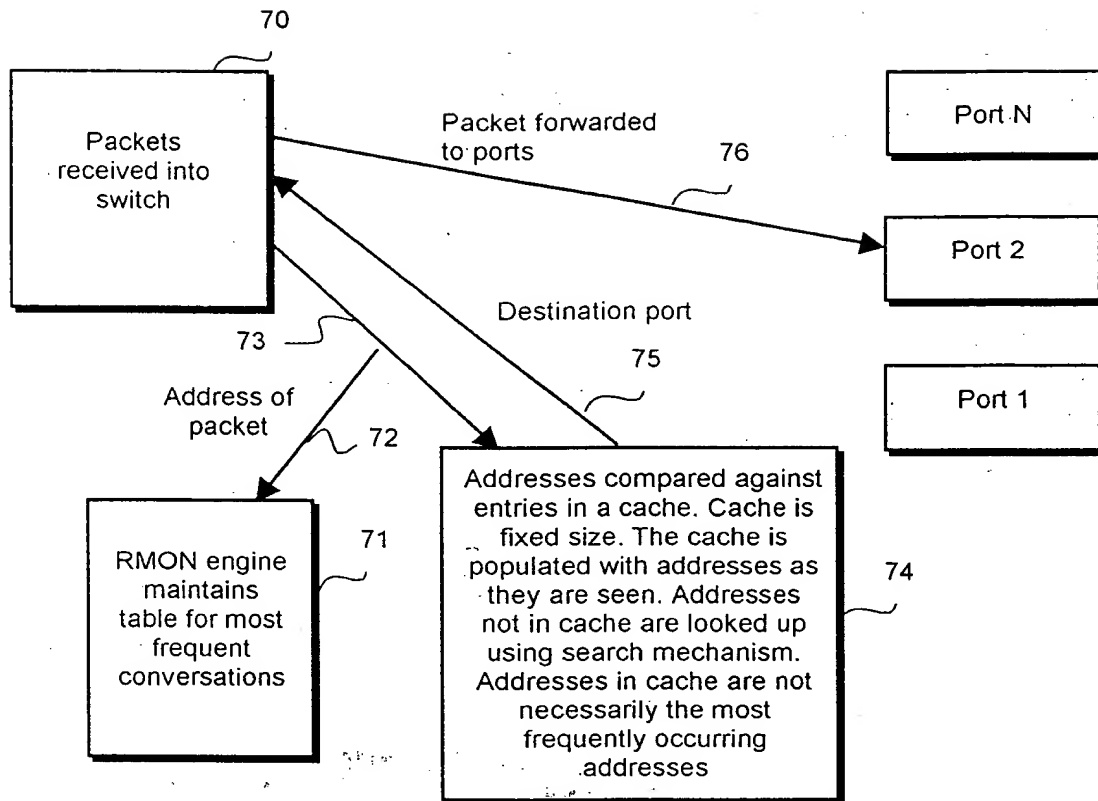 70
Packets
received into
switch
Packet forwarded
to ports
76
Port N
Port 2
Port 1
Destination port
73
75
Address of
packet
72
RMON engine
maintains
table for most
frequent
conversations
71
Addresses compared against
entries in a cache. Cache is
fixed size. The cache is
populated with addresses as
they are seen. Addresses
not in cache are looked up
using search mechanism.
Addresses in cache are not
necessarily the most
frequently occurring
addresses
74